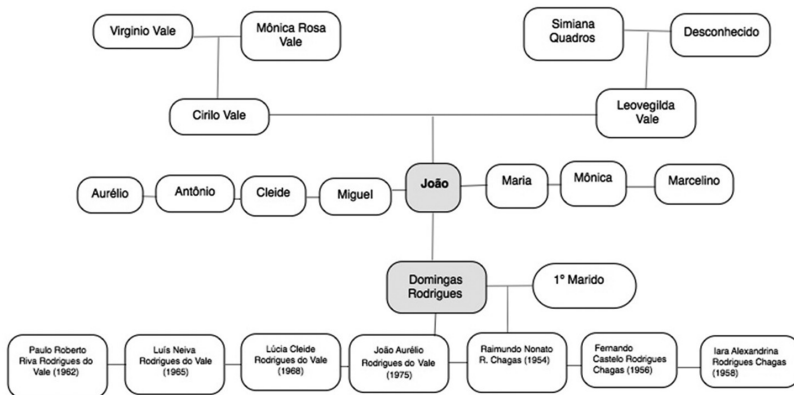 Virginio Vale
Mônica Rosa
Vale
Simiana
Quadros
Desconhecido
Cirilo Vale
Leovegilda
Vale
Aurélio
Antônio
Cleide
Miguel
João
Maria
Mônica
Marcelino
Domingas
Rodrigues
1º Marido
Paulo Roberto
Riva Rodrigues do
Vale (1962)
Luís Neiva
Rodrigues do Vale
(1965)
Lúcia Cleide
Rodrigues do Vale
(1968)
João Aurélio
Rodrigues do Vale
(1975)
Raimundo Nonato
R. Chagas (1954)
Fernando
Castelo Rodrigues
Chagas (1956)
Iara Alexandrina
Rodrigues Chagas
(1958)